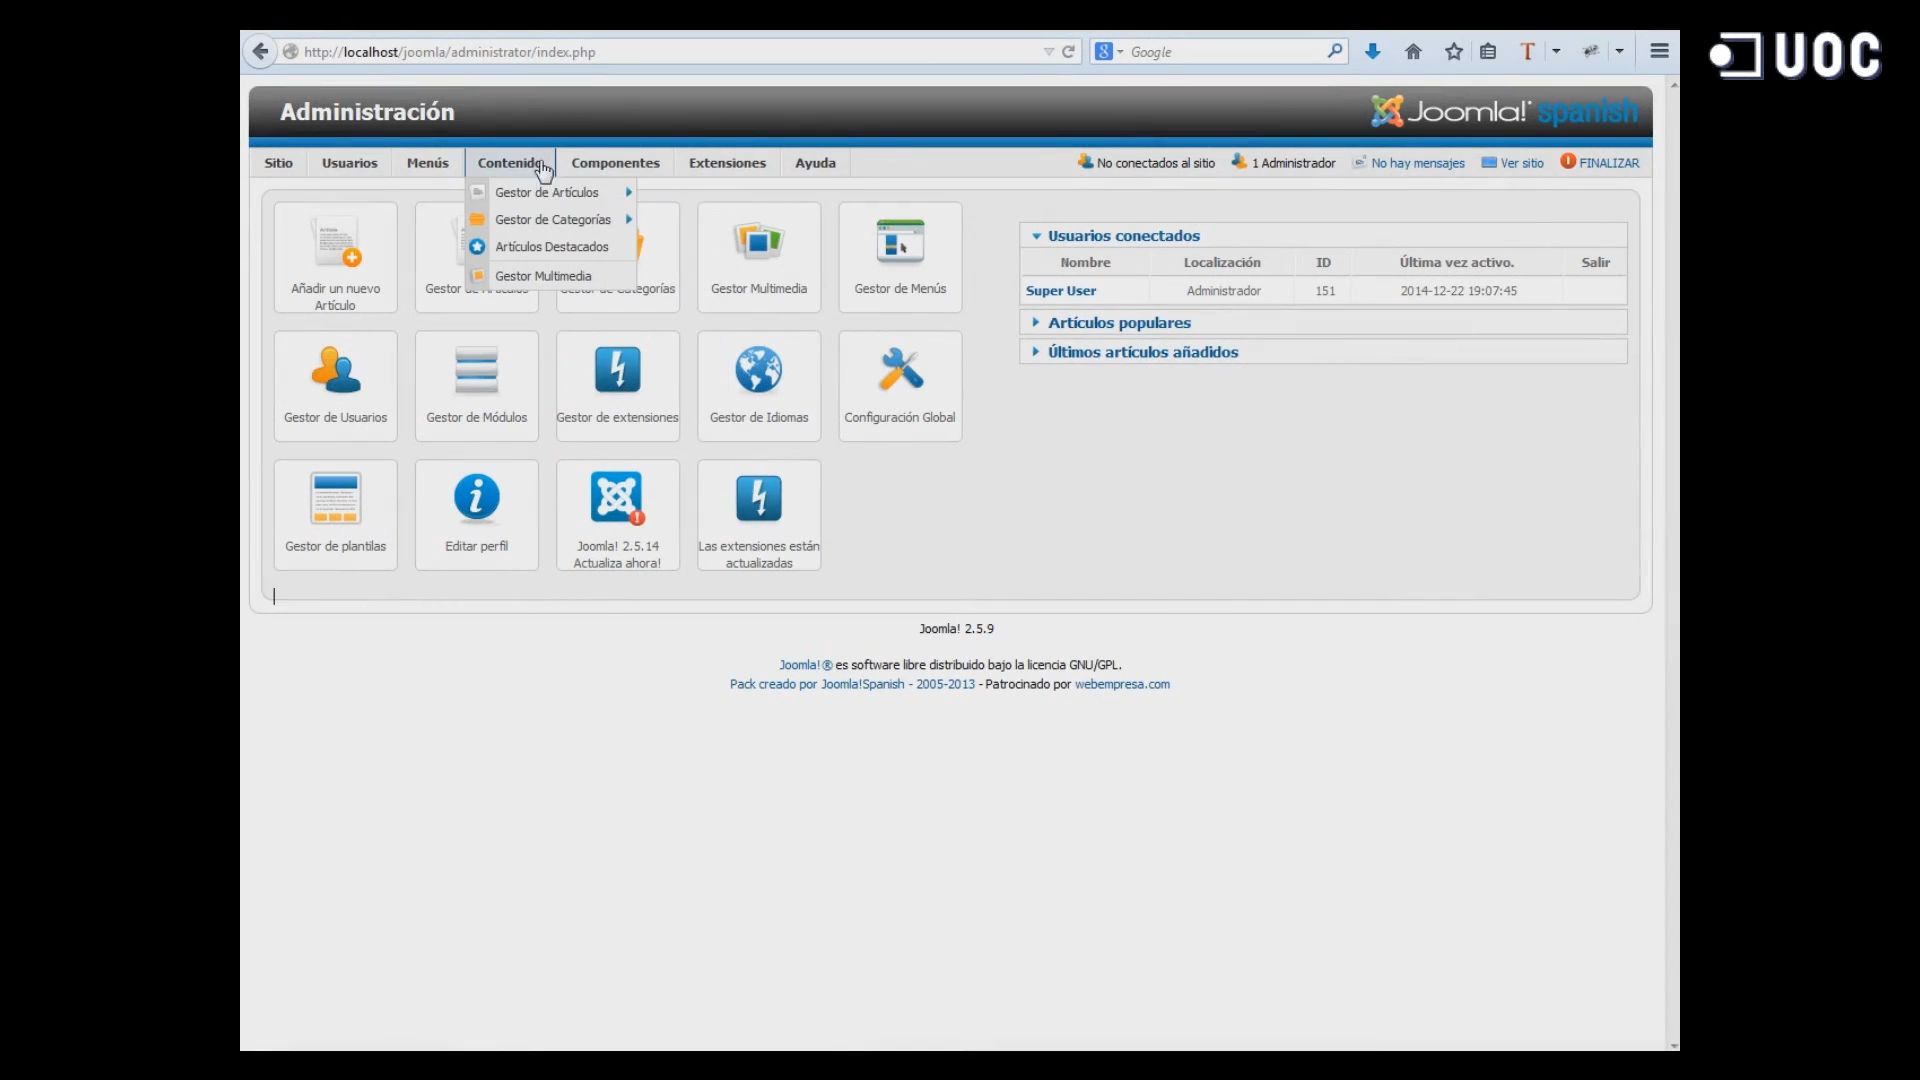 UOC
http://localhost/joomla/administrator/index.php
Google
Administración
Joomla! spanish
Sitio Usuarios Menús Contenido Componentes Extensiones Ayuda
No conectados al sitio 1 Administrador No hay mensajes Ver sitio FINALIZAR
Gestor de Artículos
Gestor de Categorías
Artículos Destacados
Gestor Multimedia
Añadir un nuevo
Artículo
Gestor de Artículos
Gestor de Categorías
Gestor Multimedia
Gestor de Menús
Gestor de Usuarios
Gestor de Módulos
Gestor de extensiones
Gestor de Idiomas
Configuración Global
Gestor de plantilas
Editar perfil
Joomla! 2.5.14
Actualiza ahora!
Las extensiones están
actualizadas
Usuarios conectados
Nombre Localización ID Última vez activo. Salir
Super User Administrador 151 2014-12-22 19:07:45
Artículos populares
Últimos artículos añadidos
Joomla! 2.5.9
Joomla!® es software libre distribuido bajo la licencia GNU/GPL.
Pack creado por Joomla!Spanish - 2005-2013 - Patrocinado por webempresa.com